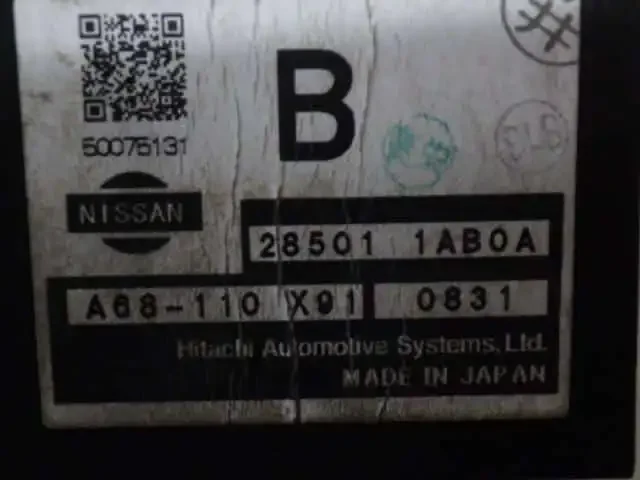 B
50075131
NISSAN
28501 1AB0A
A68-110 X91 0831
Hitachi Automotive Systems, Ltd.
MADE IN JAPAN